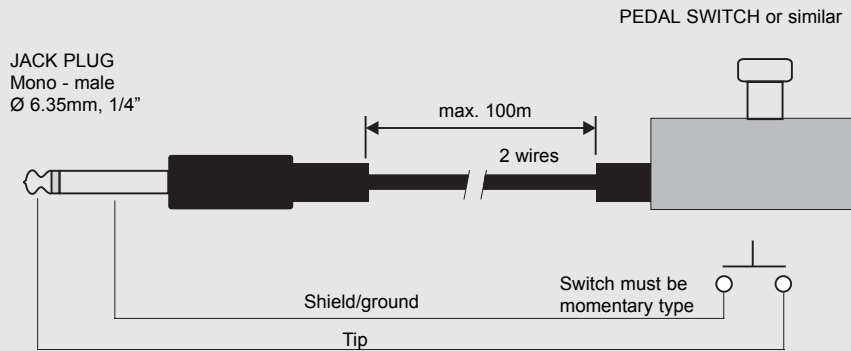 PEDAL SWITCH or similar
JACK PLUG
Mono - male
Ø 6.35mm, 1/4”
max. 100m
2 wires
Switch must be
momentary type
Shield/ground
Tip